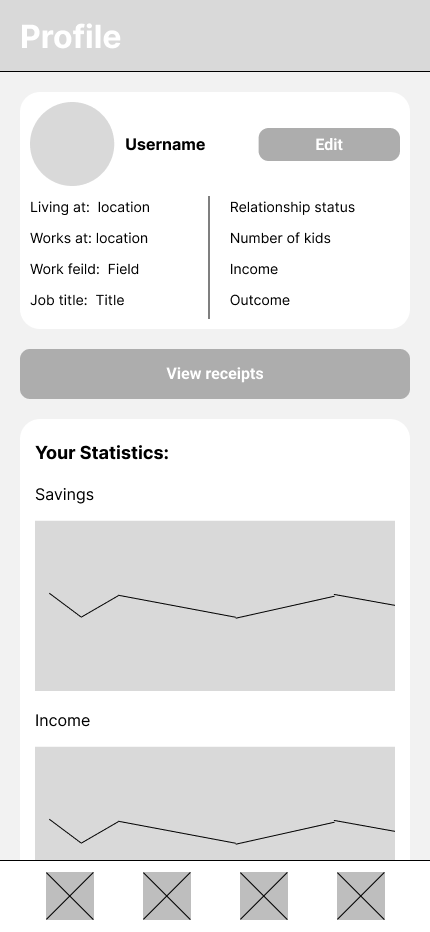 Profile
Username
Edit
Living at:  location
Works at: location
Work feild:  Field
Job title:  Title
Relationship status
Number of kids
Income
Outcome
View receipts
Your Statistics:
Savings
Income